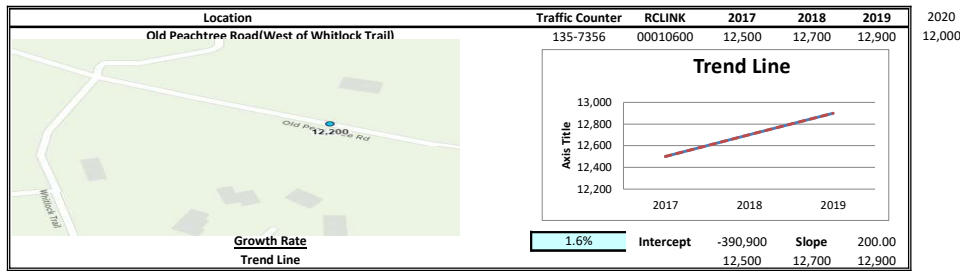 Location Traffic Counter RCLINK 2017 2018 2019 2020
Old Peachtree Road(West of Whitlock Trail) 135-7356 00010600 12,500 12,700 12,900 12,000
Trend Line
13,000
12,800
12,600
12,400
12,200
Axis Title
2017 2018 2019
Old Pe ee Rd
12,200
Whitlock Trail
Growth Rate 1.6% Intercept -390,900 Slope 200.00
Trend Line 12,500 12,700 12,900